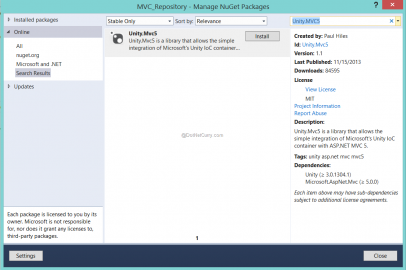 MVC_Repository - Manage NuGet Packages
Installed packages
Online
All
nuget.org
Microsoft and .NET
Search Results
Updates
Each package is licensed to you by its
owner. Microsoft is not responsible
for, nor does it grant any licenses to,
third-party packages.
Stable Only
Sort by: Relevance
Unity.Mvc5
Unity.Mvc5 is a library that allows the simple
integration of Microsoft's Unity IoC container...
Install
1
Unity.MVC5
Created by: Paul Hiles
Id: Unity.Mvc5
Version: 1.1
Last Published: 11/15/2013
Downloads: 84595
License
View License
MIT
Project Information
Report Abuse
Description:
Unity.Mvc5 is a library that allows the
simple integration of Microsoft's Unity IoC
container with ASP.NET MVC 5.
Tags: unity asp.net mvc mvc5
Dependencies:
Unity (≥ 3.0.1304.1)
Microsoft.AspNet.Mvc (≥ 5.0.0)
Each item above may have sub-dependencies
subject to additional license agreements.
Settings
Close